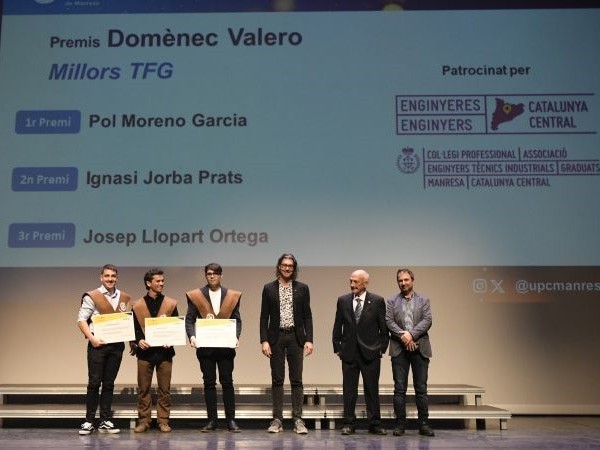 de Manresa
Premis Domènec Valero
Millors TFG
Patrocinat per
1r Premi Pol Moreno Garcia
ENGINYERES
ENGINYERS
CATALUNYA
CENTRAL
2n Premi Ignasi Jorba Prats
COL·LEGI PROFESSIONAL ASSOCIACIÓ
ENGINYERS TÈCNICS INDUSTRIALS GRADUATS
MANRESA CATALUNYA CENTRAL
3r Premi Josep Llopart Ortega
@upcmanres